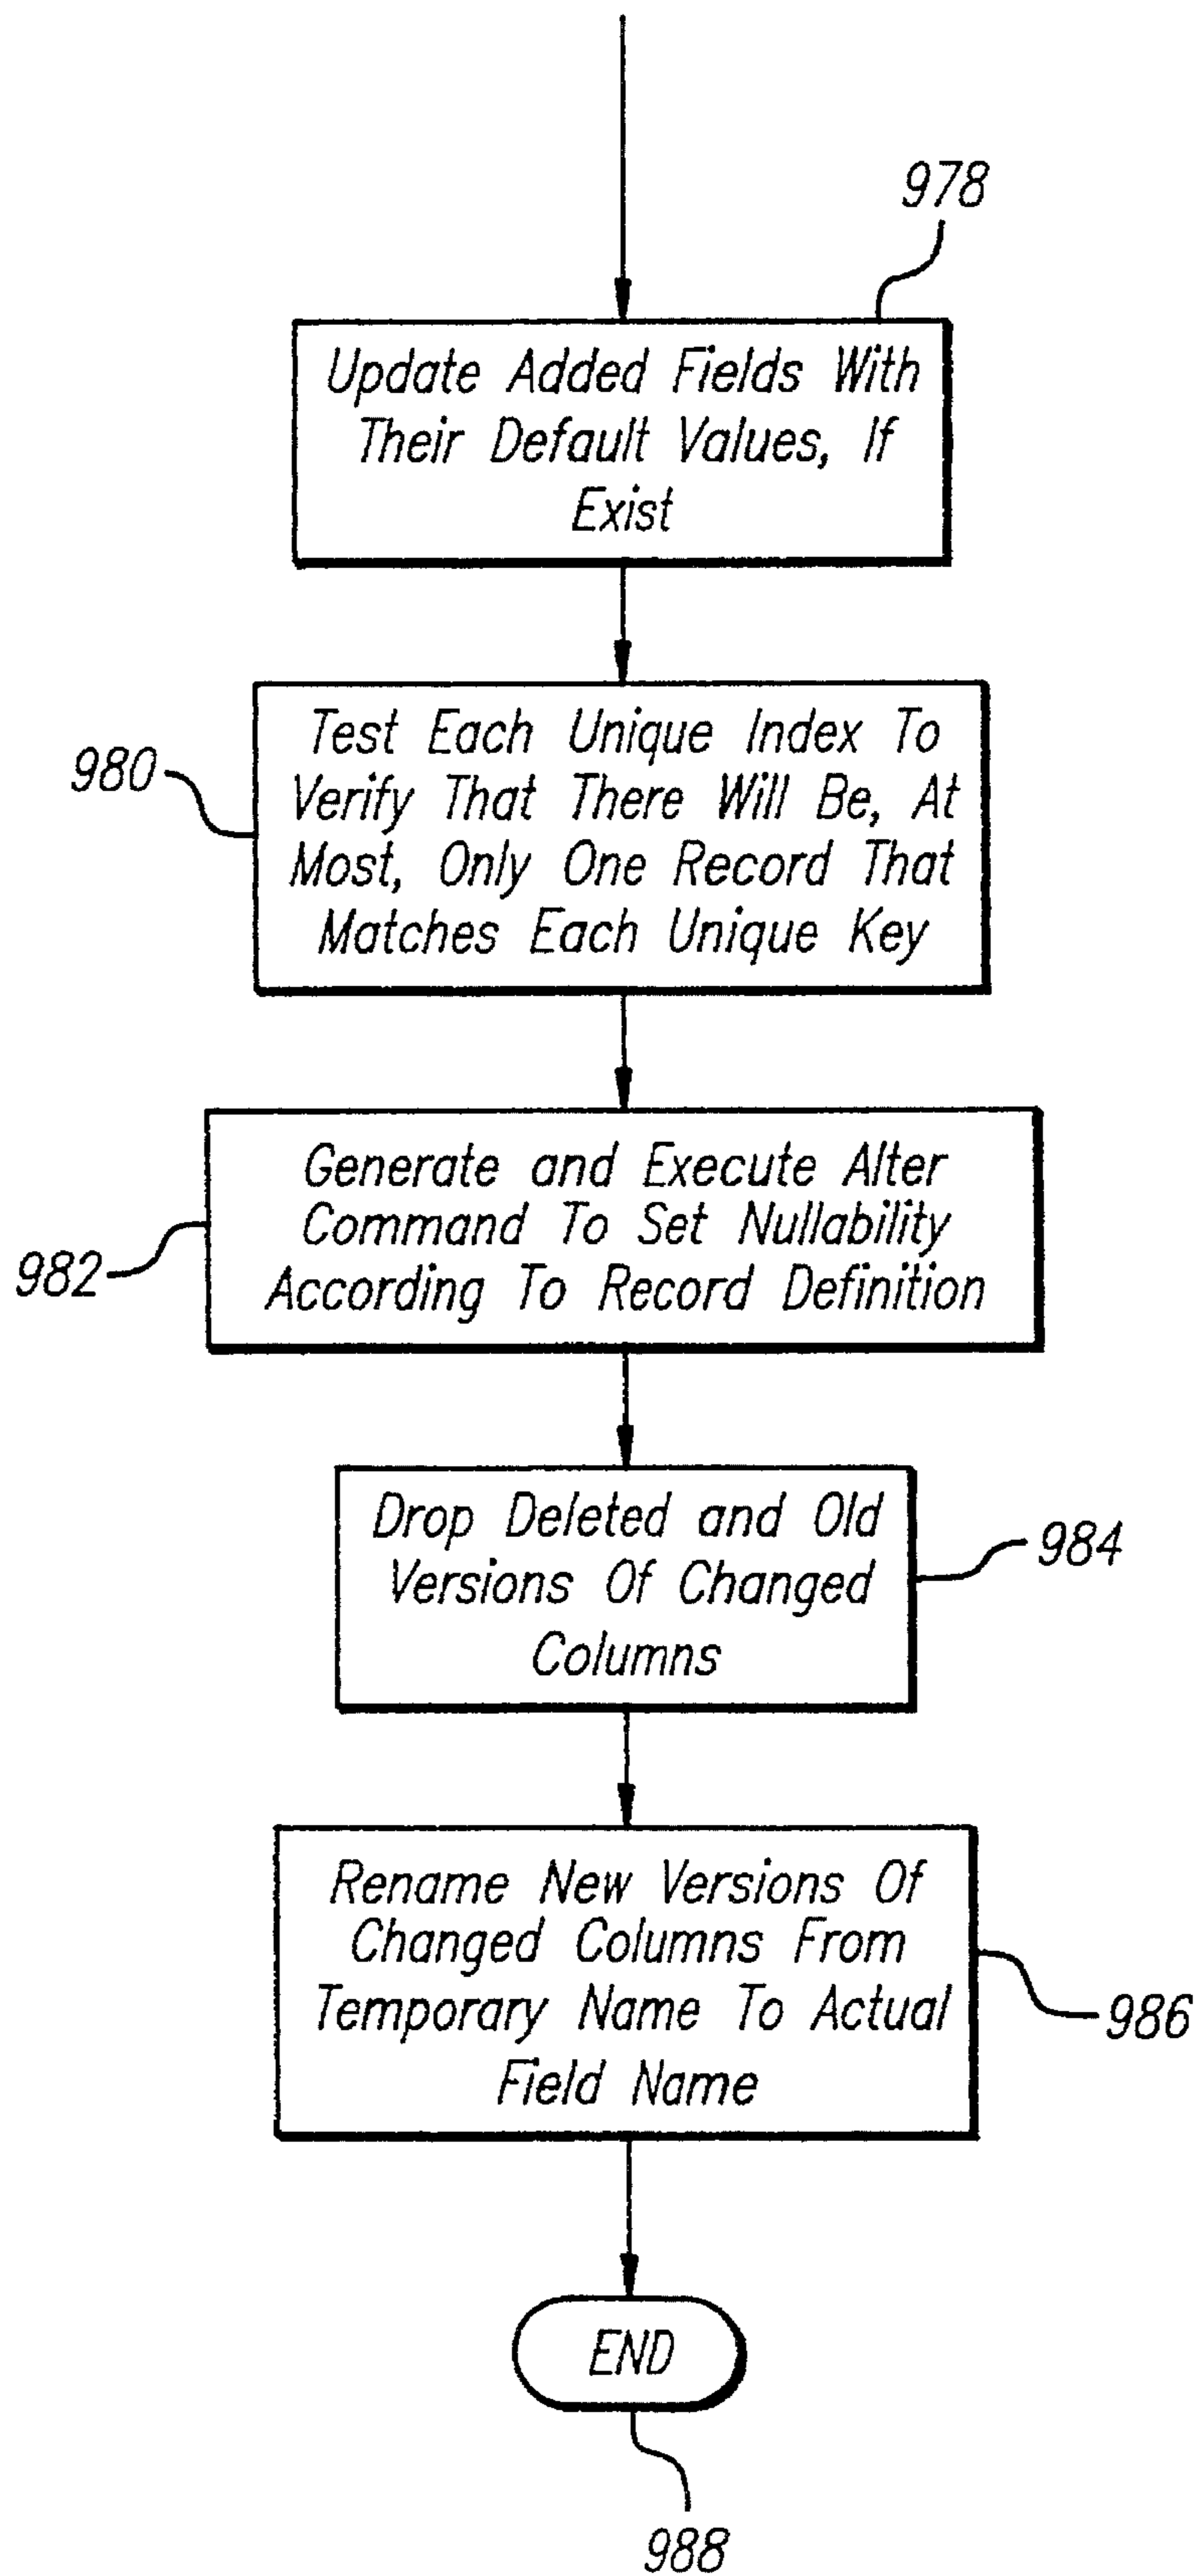 978
Update Added Fields With
Their Default Values, If
Exist
980
Test Each Unique Index To
Verify That There Will Be, At
Most, Only One Record That
Matches Each Unique Key
982
Generate and Execute Alter
Command To Set Nullability
According To Record Definition
984
Drop Deleted and Old
Versions Of Changed
Columns
986
Rename New Versions Of
Changed Columns From
Temporary Name To Actual
Field Name
END
988